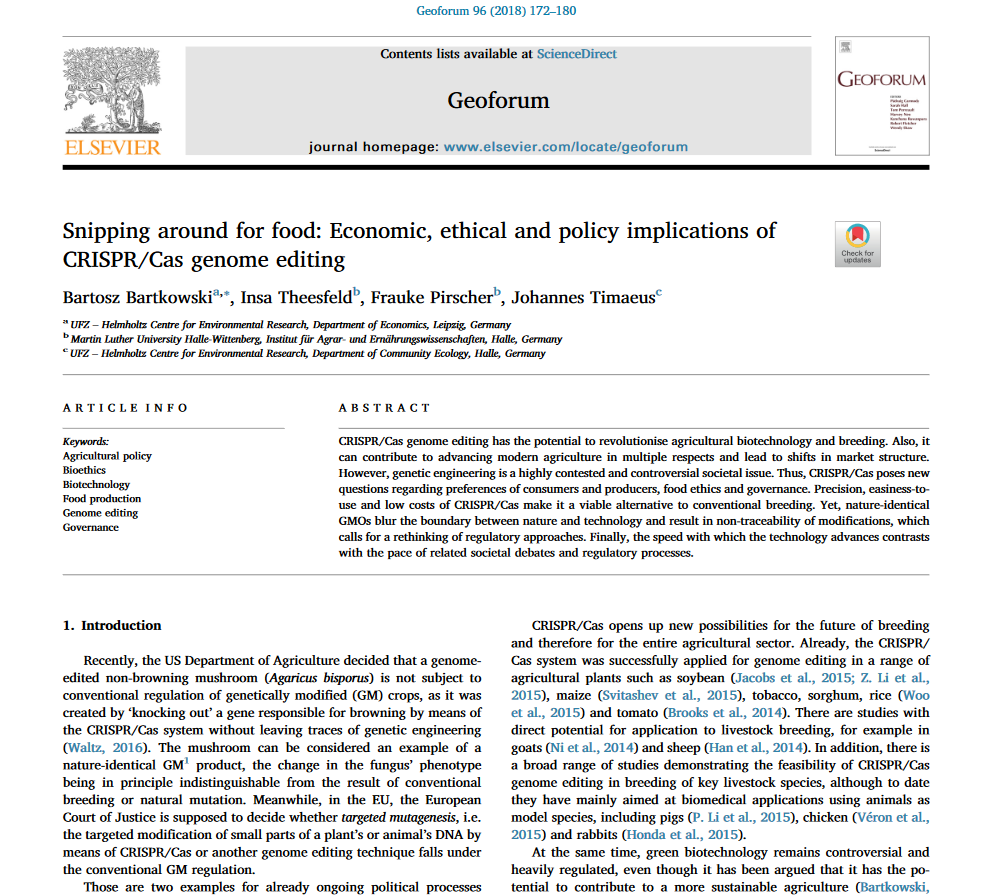 Geoforum 96 (2018) 172–180
Contents lists available at ScienceDirect
Geoforum
journal homepage: www.elsevier.com/locate/geoforum
ELSEVIER
GEOFORUM
Snipping around for food: Economic, ethical and policy implications of
CRISPR/Cas genome editing
Check for
updates
Bartosz Bartkowskia,*, Insa Theesfeldb, Frauke Pirscherb, Johannes Timaeusc
a UFZ – Helmholtz Centre for Environmental Research, Department of Economics, Leipzig, Germany
b Martin Luther University Halle-Wittenberg, Institut für Agrar- und Ernährungswissenschaften, Halle, Germany
c UFZ – Helmholtz Centre for Environmental Research, Department of Community Ecology, Halle, Germany
ARTICLE INFO
Keywords:
Agricultural policy
Bioethics
Biotechnology
Food production
Genome editing
Governance
ABSTRACT
CRISPR/Cas genome editing has the potential to revolutionise agricultural biotechnology and breeding. Also, it
can contribute to advancing modern agriculture in multiple respects and lead to shifts in market structure.
However, genetic engineering is a highly contested and controversial societal issue. Thus, CRISPR/Cas poses new
questions regarding preferences of consumers and producers, food ethics and governance. Precision, easiness-to-
use and low costs of CRISPR/Cas make it a viable alternative to conventional breeding. Yet, nature-identical
GMOs blur the boundary between nature and technology and result in non-traceability of modifications, which
calls for a rethinking of regulatory approaches. Finally, the speed with which the technology advances contrasts
with the pace of related societal debates and regulatory processes.
1. Introduction
Recently, the US Department of Agriculture decided that a genome-
edited non-browning mushroom (Agaricus bisporus) is not subject to
conventional regulation of genetically modified (GM) crops, as it was
created by ‘knocking out’ a gene responsible for browning by means of
the CRISPR/Cas system without leaving traces of genetic engineering
(Waltz, 2016). The mushroom can be considered an example of a
nature-identical GM1 product, the change in the fungus’ phenotype
being in principle indistinguishable from the result of conventional
breeding or natural mutation. Meanwhile, in the EU, the European
Court of Justice is supposed to decide whether targeted mutagenesis, i.e.
the targeted modification of small parts of a plant’s or animal’s DNA by
means of CRISPR/Cas or another genome editing technique falls under
the conventional GM regulation.
Those are two examples for already ongoing political processes
CRISPR/Cas opens up new possibilities for the future of breeding
and therefore for the entire agricultural sector. Already, the CRISPR/
Cas system was successfully applied for genome editing in a range of
agricultural plants such as soybean (Jacobs et al., 2015; Z. Li et al.,
2015), maize (Svitashev et al., 2015), tobacco, sorghum, rice (Woo
et al., 2015) and tomato (Brooks et al., 2014). There are studies with
direct potential for application to livestock breeding, for example in
goats (Ni et al., 2014) and sheep (Han et al., 2014). In addition, there is
a broad range of studies demonstrating the feasibility of CRISPR/Cas
genome editing in breeding of key livestock species, although to date
they have mainly aimed at biomedical applications using animals as
model species, including pigs (P. Li et al., 2015), chicken (Véron et al.,
2015) and rabbits (Honda et al., 2015).
At the same time, green biotechnology remains controversial and
heavily regulated, even though it has been argued that it has the po-
tential to contribute to a more sustainable agriculture (Bartkowski,